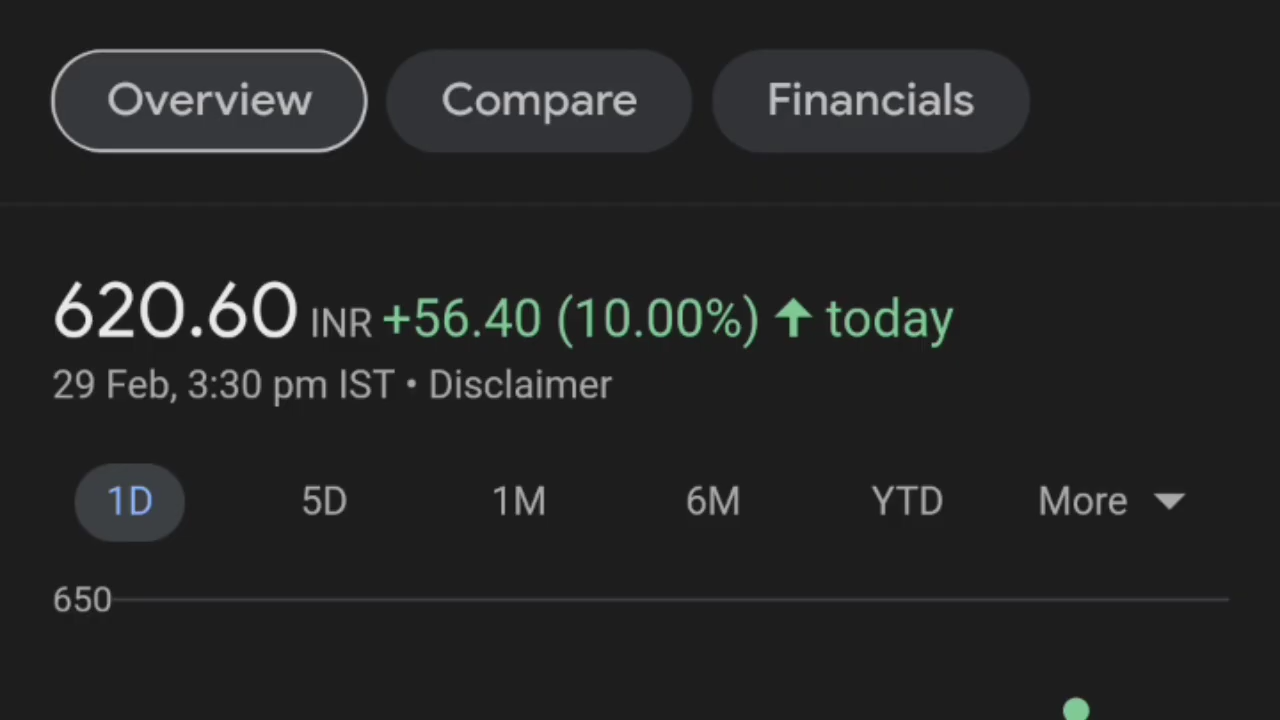 Overview Compare Financials
620.60 INR +56.40 (10.00%) ↑ today
29 Feb, 3:30 pm IST • Disclaimer
1D 5D 1M 6M YTD More
650